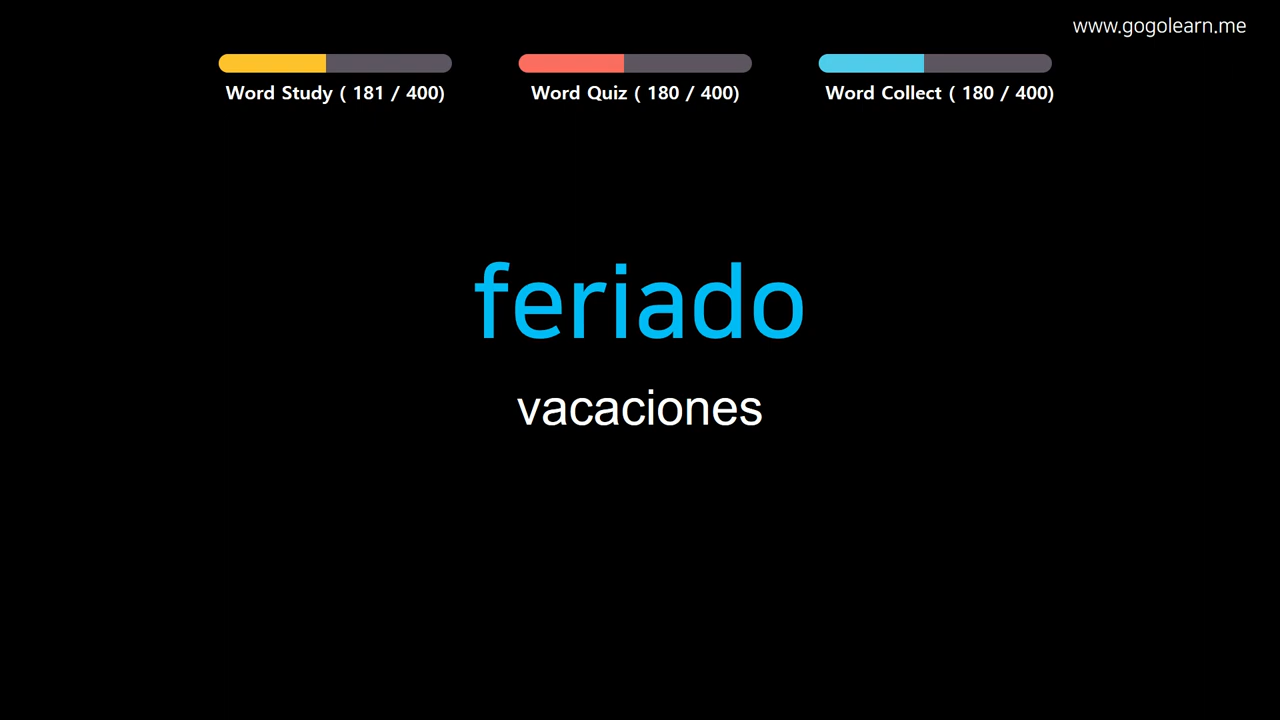 www.gogolearn.me
Word Study ( 181 / 400)
Word Quiz ( 180 / 400)
Word Collect ( 180 / 400)
feriado
vacaciones